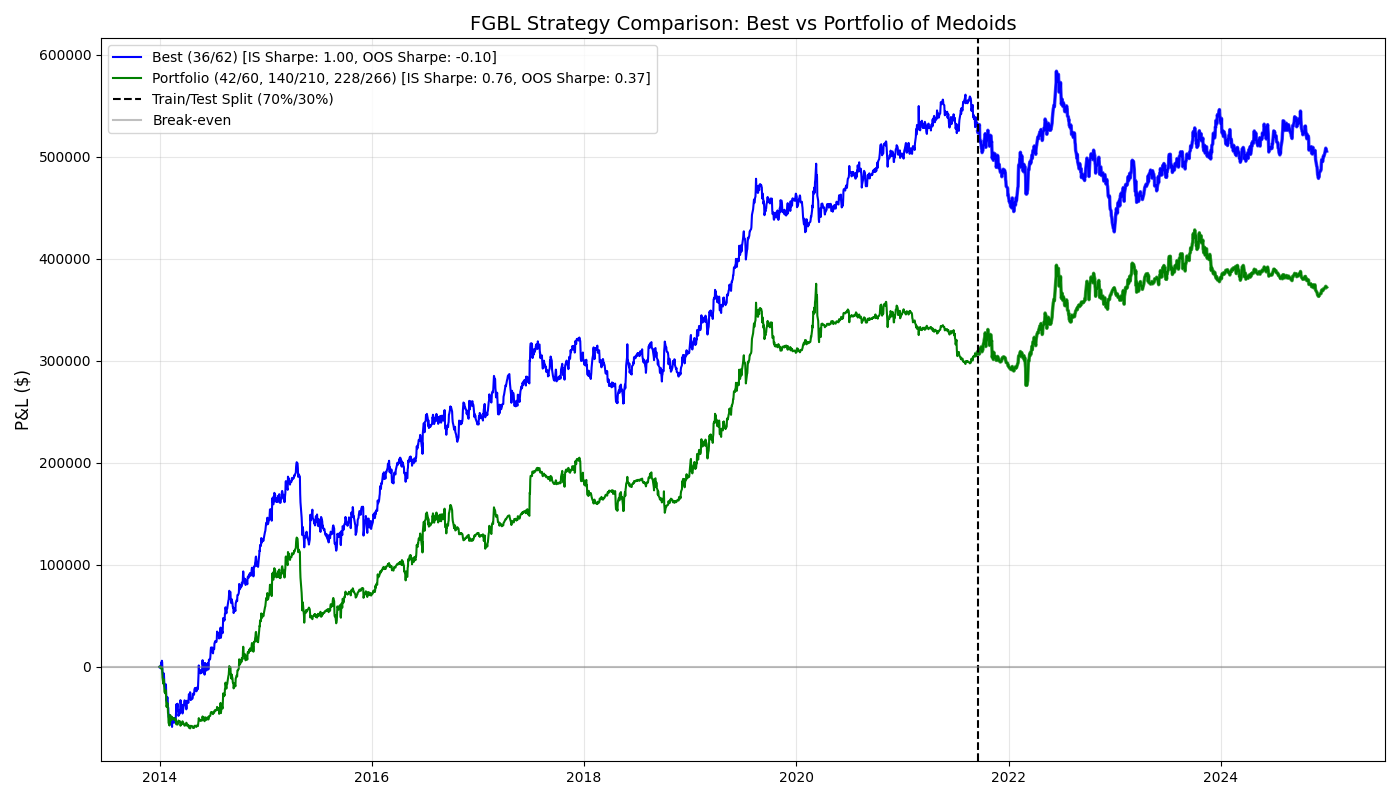 FGBL Strategy Comparison: Best vs Portfolio of Medoids
Best (36/62) [IS Sharpe: 1.00, OOS Sharpe: -0.10]
Portfolio (42/60, 140/210, 228/266) [IS Sharpe: 0.76, OOS Sharpe: 0.37]
Train/Test Split (70%/30%)
Break-even
P&L ($)
600000
500000
400000
300000
200000
100000
0
2014 2016 2018 2020 2022 2024